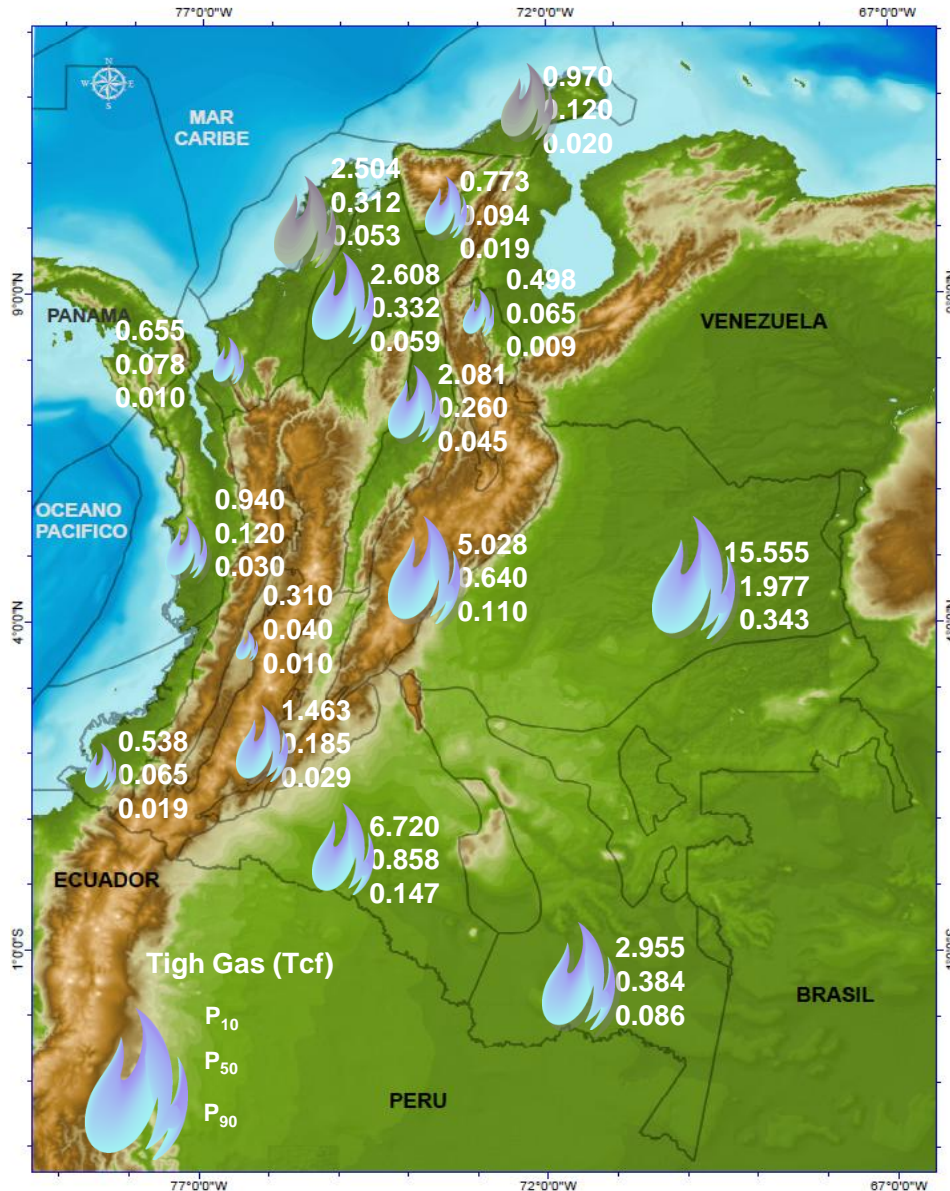 77°0'0"W 72°0'0"W 67°0'0"W
N
W E
S
MAR
CARIBE
0.970
0.120
0.020
2.504
0.312
0.053
0.773
0.094
0.019
2.608
0.332
0.059
0.498
0.065
0.009
9°0'0"N
PANAMA
VENEZUELA
0.655
0.078
0.010
2.081
0.260
0.045
OCEANO
PACIFICO
0.940
0.120
0.030
5.028
0.640
0.110
15.555
1.977
0.343
4°0'0"N
0.310
0.040
0.010
1.463
0.185
0.029
0.538
0.065
0.019
6.720
0.858
0.147
ECUADOR
1°0'0"S
2.955
0.384
0.086
BRASIL
Tigh Gas (Tcf)
P10
P50
P90
PERU
77°0'0"W 72°0'0"W 67°0'0"W